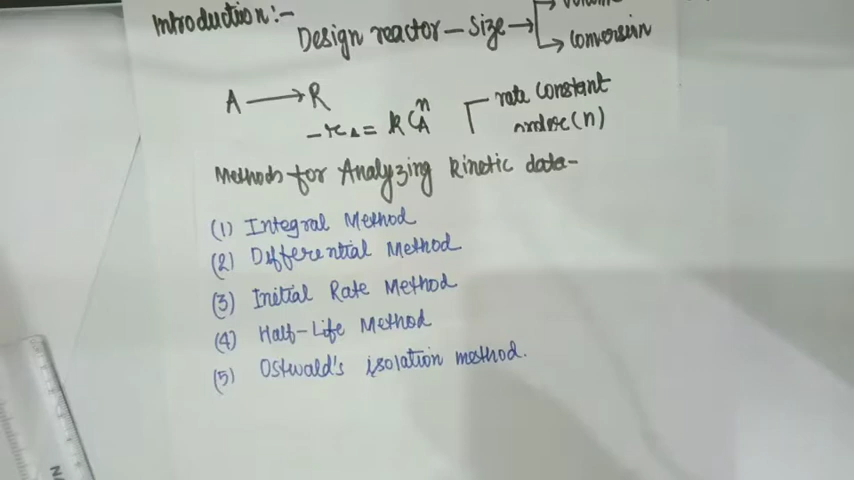 Introduction:-
Design reactor - Size → → volume
→ conversion
A → R
rate constant
-rA = k CA^n
order (n)
Methods for Analyzing kinetic data-
(1) Integral Method
(2) Differential Method
(3) Initial Rate Method
(4) Half-Life Method
(5) Ostwald's isolation method.